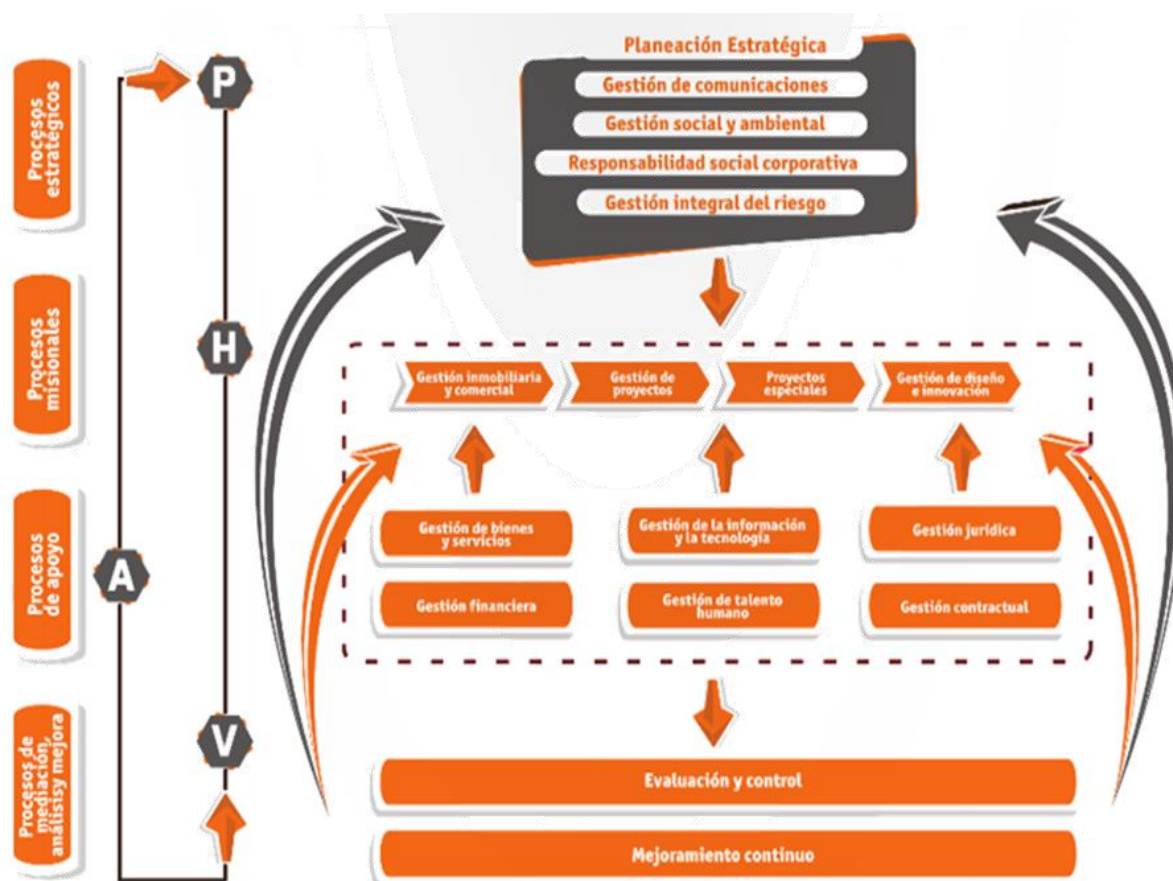 Procesos
estratégicos
P
Planeación Estratégica
Gestión de comunicaciones
Gestión social y ambiental
Responsabilidad social corporativa
Gestión integral del riesgo
Procesos
misionales
H
Gestión inmobiliaria
y comercial
Gestión de
proyectos
Proyectos
especiales
Gestión de diseño
e innovación
Procesos
de apoyo
A
Gestión de bienes
y servicios
Gestión de la información
y la tecnología
Gestión jurídica
Gestión financiera
Gestión de talento
humano
Gestión contractual
Procesos de
mediación,
análisisy mejora
V
Evaluación y control
Mejoramiento continuo